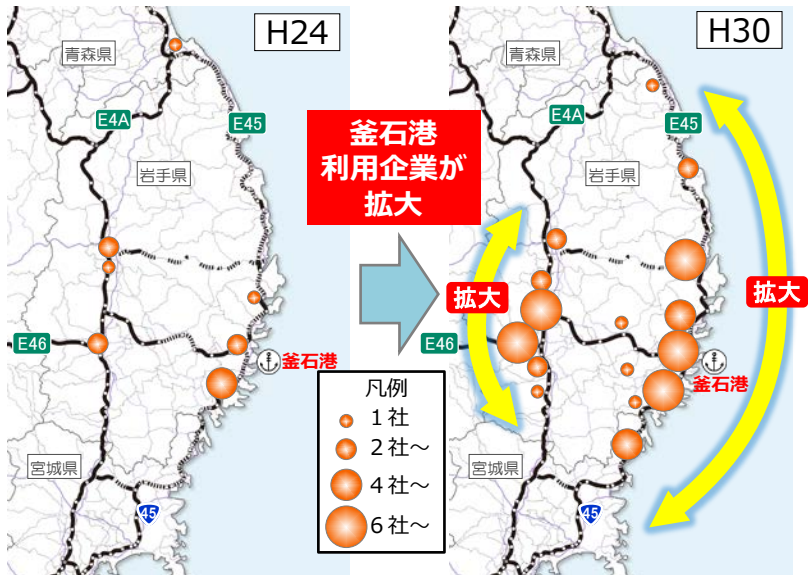 H24
青森県
E4A
E45
岩手県
E46
釜石港
宮城県
45
釜石港
利用企業が
拡大
凡例
1社
2社～
4社～
6社～
H30
青森県
E4A
E45
岩手県
拡大
拡大
E46
釜石港
宮城県
45